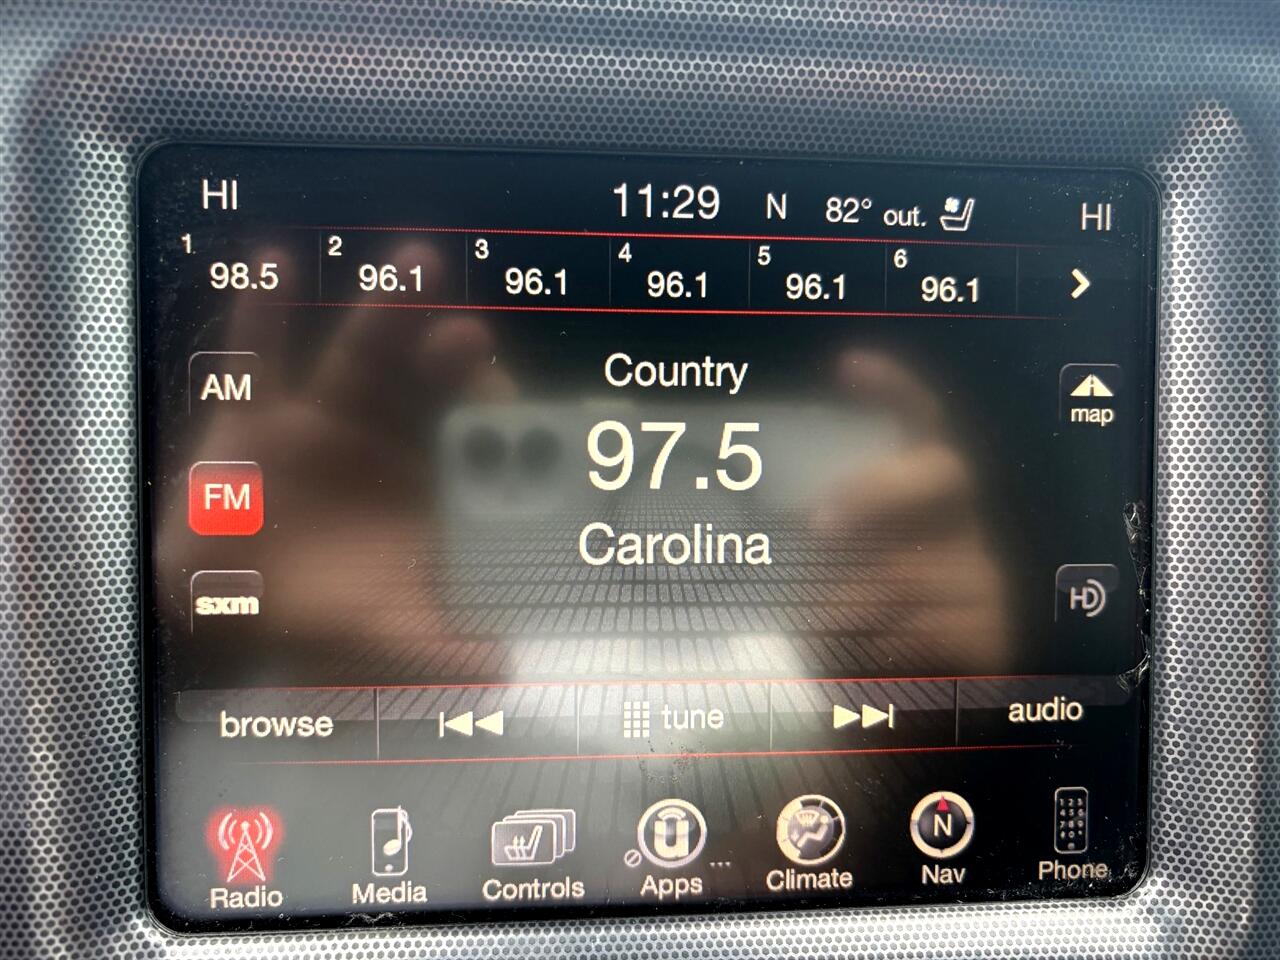 HI 11:29 N 82° out. HI
1 98.5 2 96.1 3 96.1 4 96.1 5 96.1 6 96.1
Country
AM
map
97.5
FM
Carolina
sxm
HD
browse tune audio
N
Radio Media Controls Apps ... Climate Nav Phone